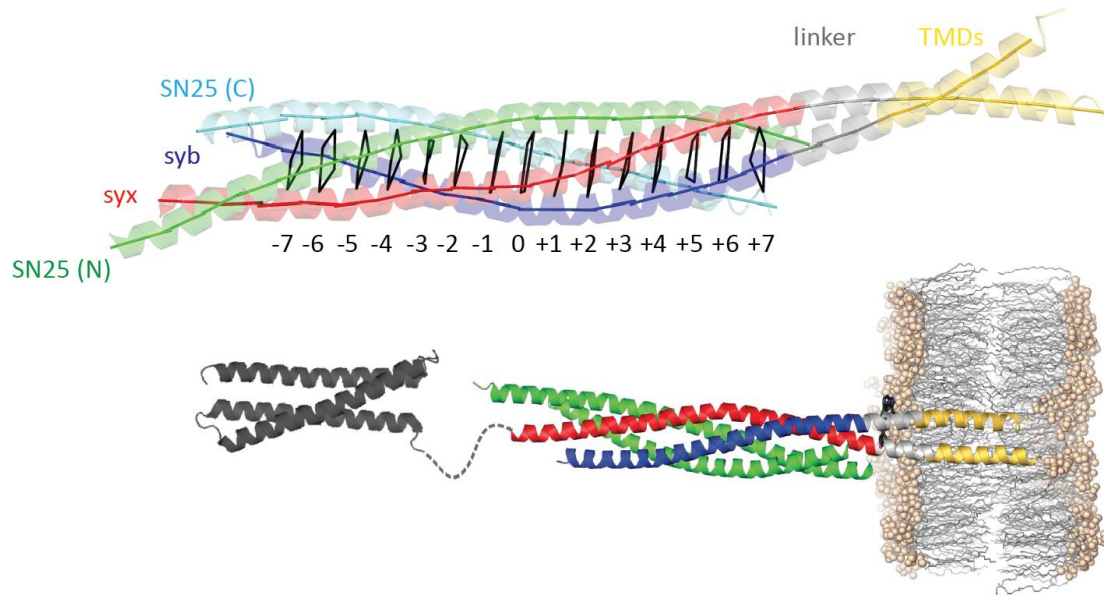 linker TMDs
SN25 (C)
syb
syx
-7 -6 -5 -4 -3 -2 -1 0 +1 +2 +3 +4 +5 +6 +7
SN25 (N)